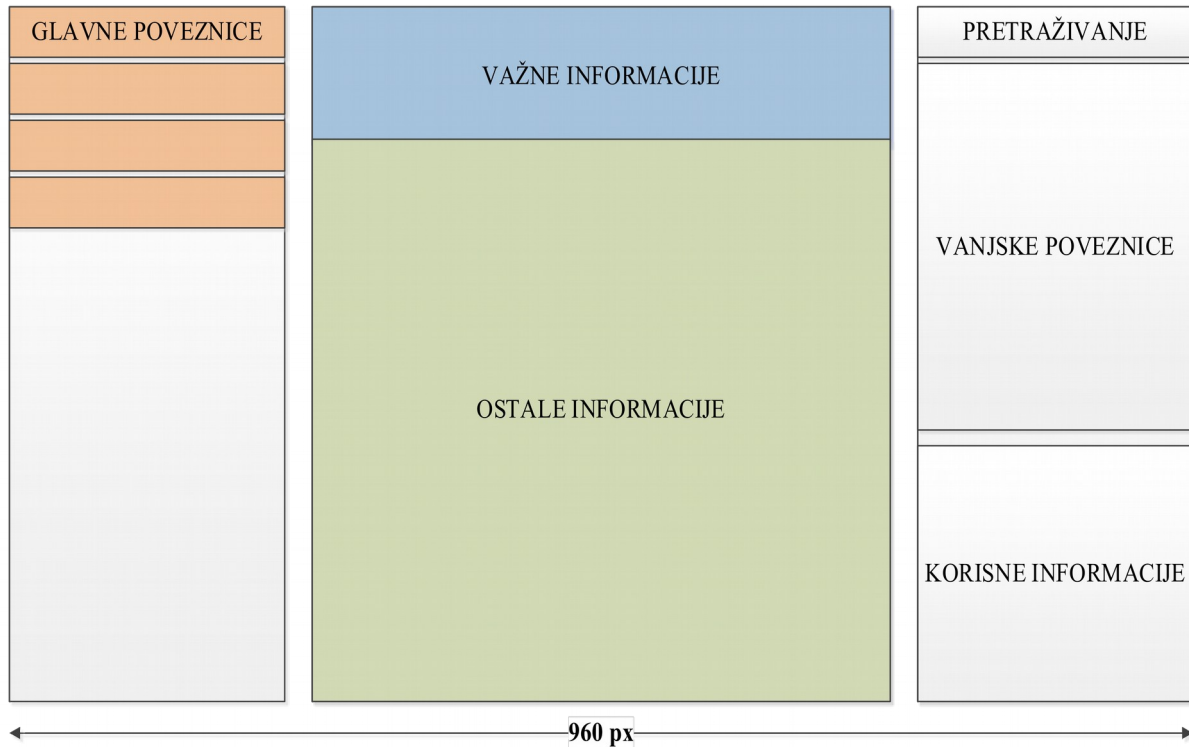 GLAVNE POVEZNICE
VAŽNE INFORMACIJE
OSTALE INFORMACIJE
PRETRAŽIVANJE
VANJSKE POVEZNICE
KORISNE INFORMACIJE
960 px